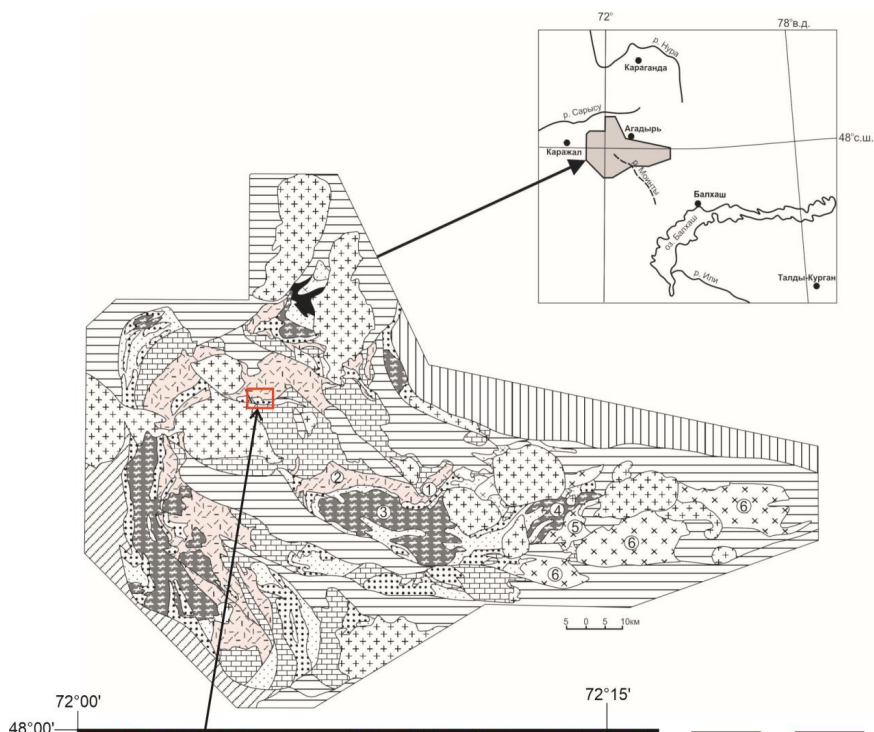 72°
78°в.д.
р. Нура
Караганда
р. Сарысу
Агадырь
48°с.ш.
Каражал
р. Моинты
Балхаш
оз. Балхаш
р. Или
Талды-Курган
2
1
3
4
5
6
6
6
5 0 5 10км
72°00'
72°15'
48°00'